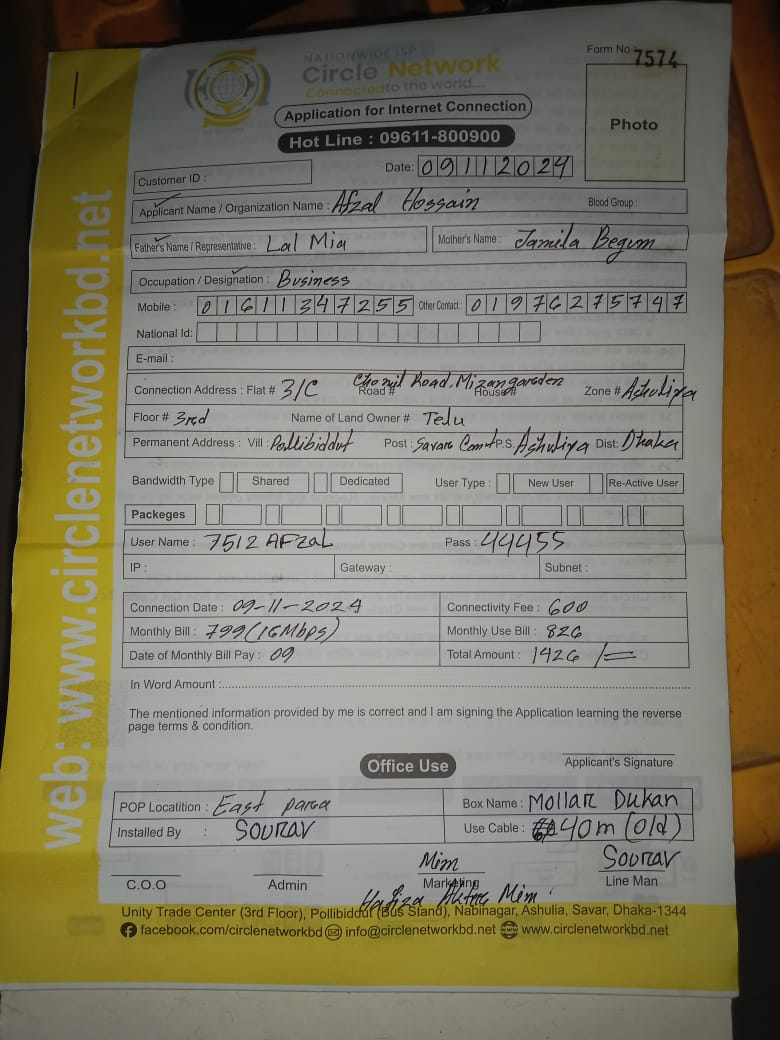 NATIONWIDE ISP
Circle Network
Connected to the world....
Form No 7574
Application for Internet Connection
Hot Line : 09611-800900
Photo
Customer ID :
Date: 09112024
Applicant Name / Organization Name : Afzal Hossain Blood Group :
Father's Name / Representative : Lal Mia Mother's Name : Jamila Begum
Occupation / Designation : Business
Mobile : 01611347255 Other Contact : 01976275747
National Id:
E-mail :
Connection Address : Flat # 3/C Road # House # Road, Mizangarden Zone # Ashuliya
Floor # 3rd Name of Land Owner # Telu
Permanent Address : Vill : Pollibiddut Post : Savar Cant P.S. Ashuliya Dist: Dhaka
Bandwidth Type Shared Dedicated User Type : New User Re-Active User
Packeges
User Name : 7512 AFzaL Pass : 44455
IP : Gateway : Subnet :
Connection Date : 09-11-2024 Connectivity Fee : 600
Monthly Bill : 799 (16Mbps) Monthly Use Bill : 826
Date of Monthly Bill Pay : 09 Total Amount : 1426 /=
In Word Amount :
The mentioned information provided by me is correct and I am signing the Application learning the reverse
page terms & condition.
Applicant's Signature
Office Use
POP Locatition : East para Box Name : Mollar Dukan
Installed By : Sourav Use Cable : 40m (old)
Mim Sourav
C.O.O Admin Marketing Line Man
Hafiza Akter Mim
Unity Trade Center (3rd Floor), Pollibiddut (Bus Stand), Nabinagar, Ashulia, Savar, Dhaka-1344
facebook.com/circlenetworkbd info@circlenetworkbd.net www.circlenetworkbd.net
web: www.circlenetworkbd.net